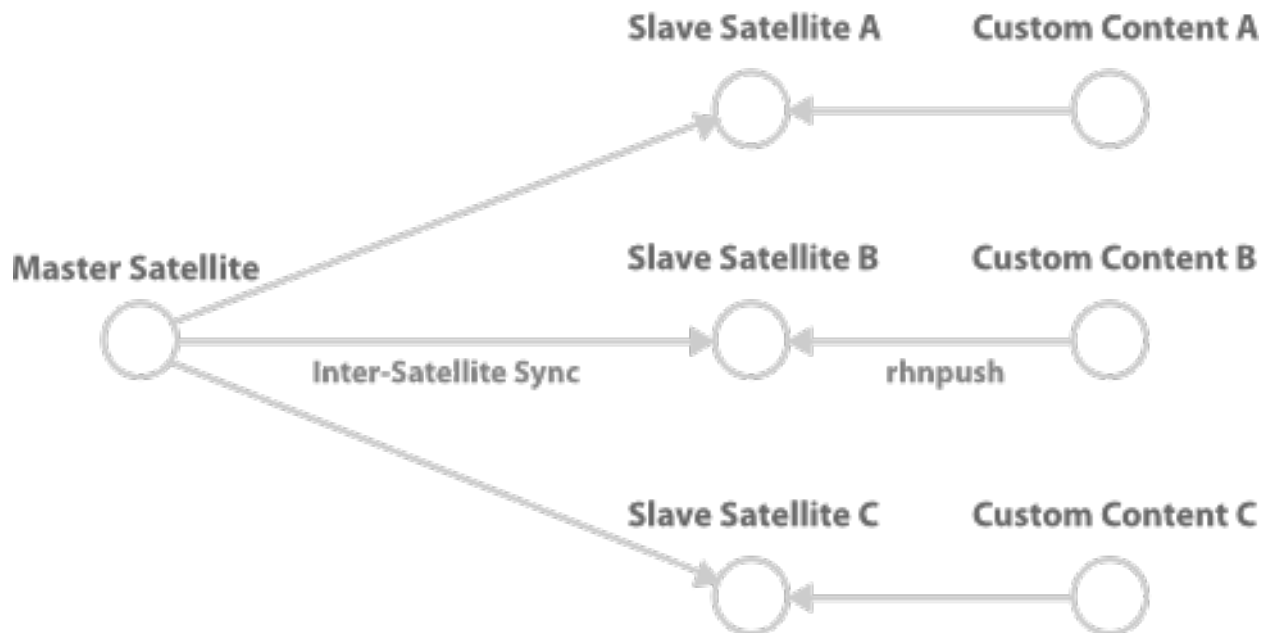 Slave Satellite A
Custom Content A
Master Satellite
Slave Satellite B
Custom Content B
Inter-Satellite Sync
rhnpush
Slave Satellite C
Custom Content C